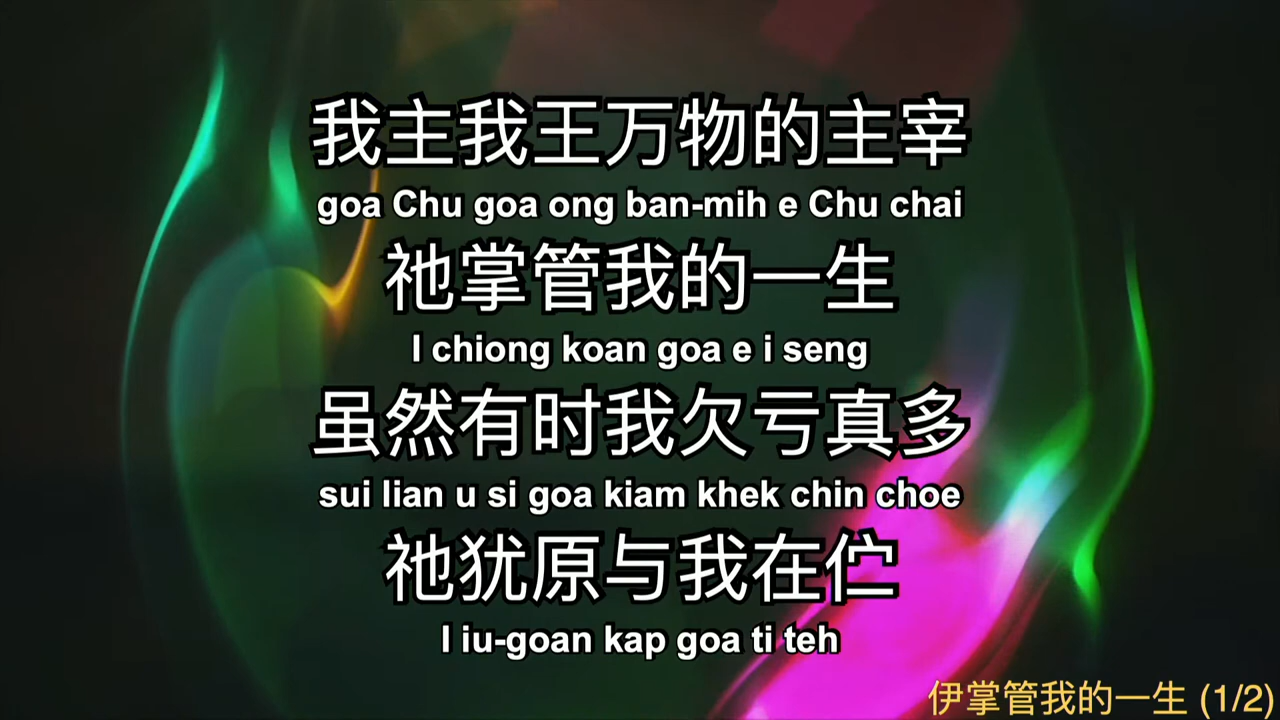 我主我王万物的主宰
goa Chu goa ong ban-mih e Chu chai
祂掌管我的一生
I chiong koan goa e i seng
虽然有时我欠亏真多
sui lian u si goa kiam khek chin choe
祂犹原与我在伫
I iu-goan kap goa ti teh
伊掌管我的一生 (1/2)